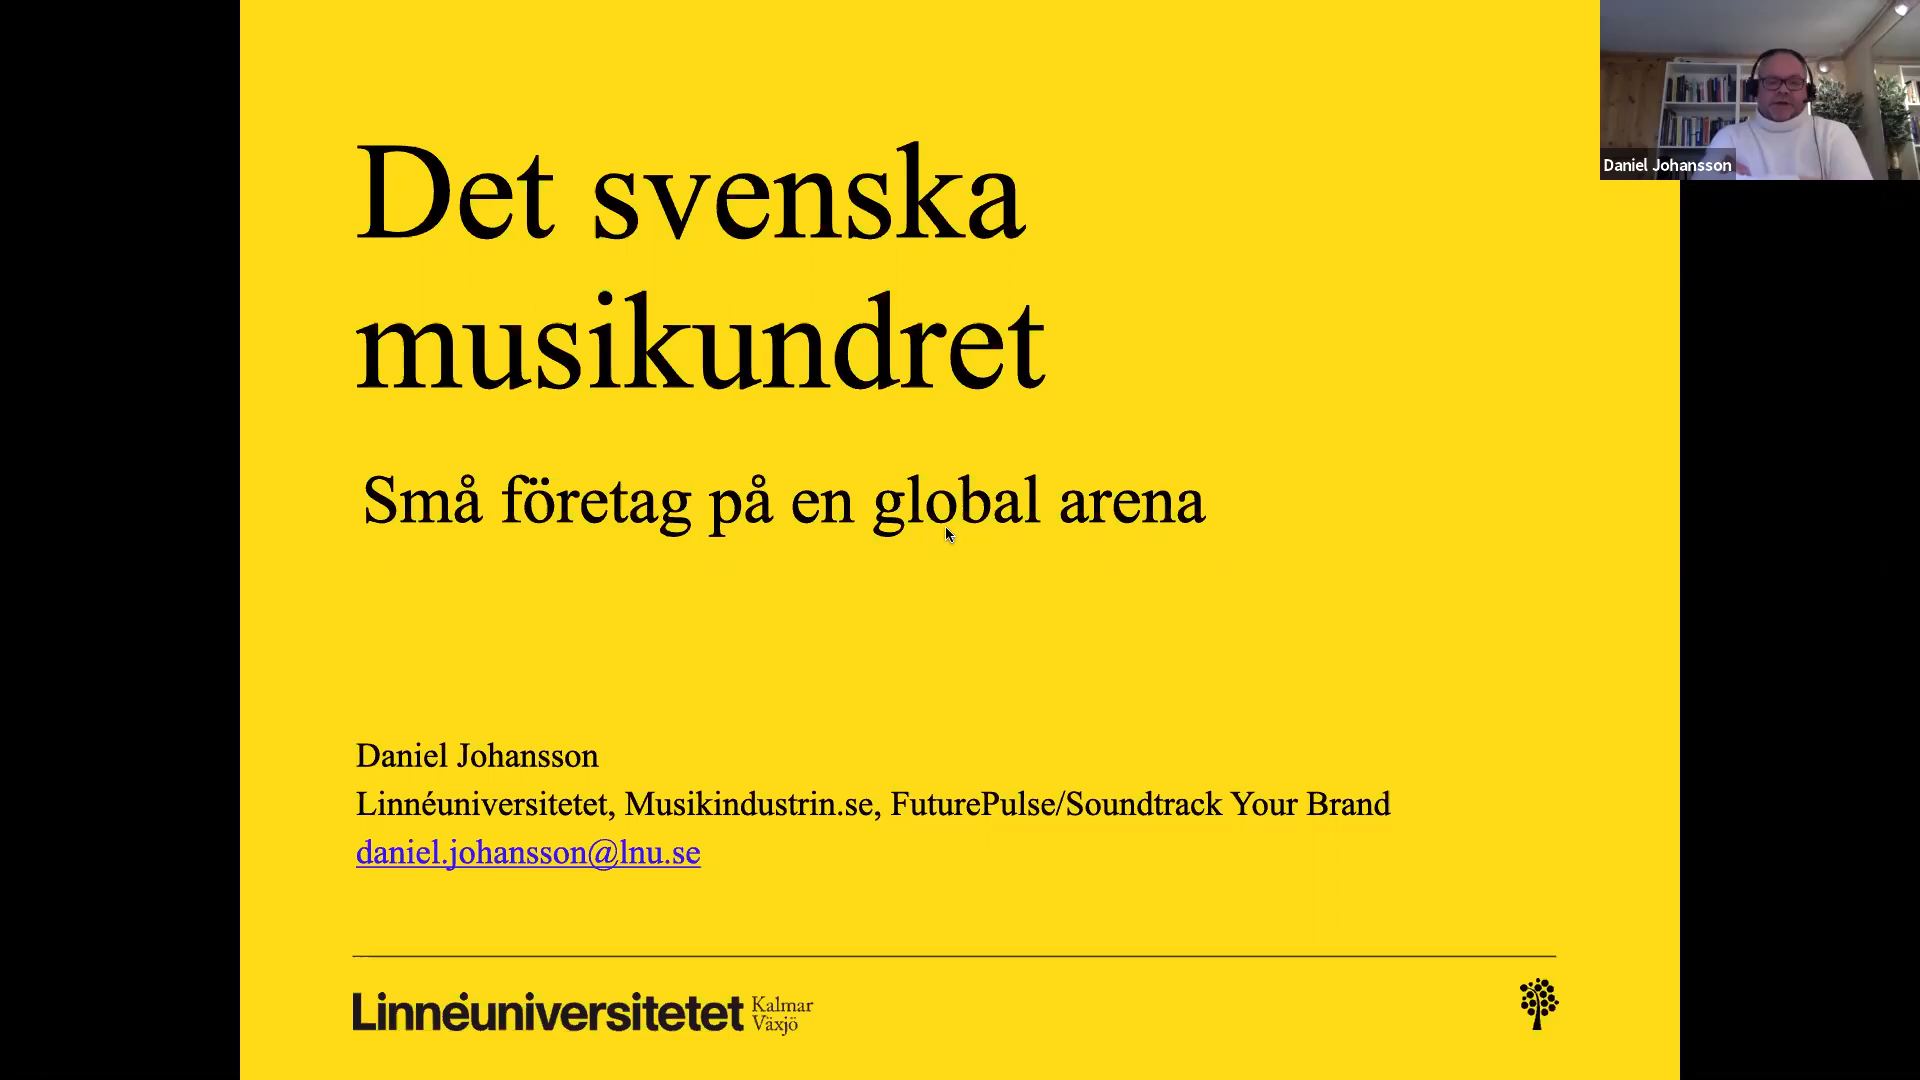 Det svenska
musikundret
Små företag på en global arena
Daniel Johansson
Linnéuniversitetet, Musikindustrin.se, FuturePulse/Soundtrack Your Brand
daniel.johansson@lnu.se
Linnéuniversitetet Kalmar
Växjö
Daniel Johansson